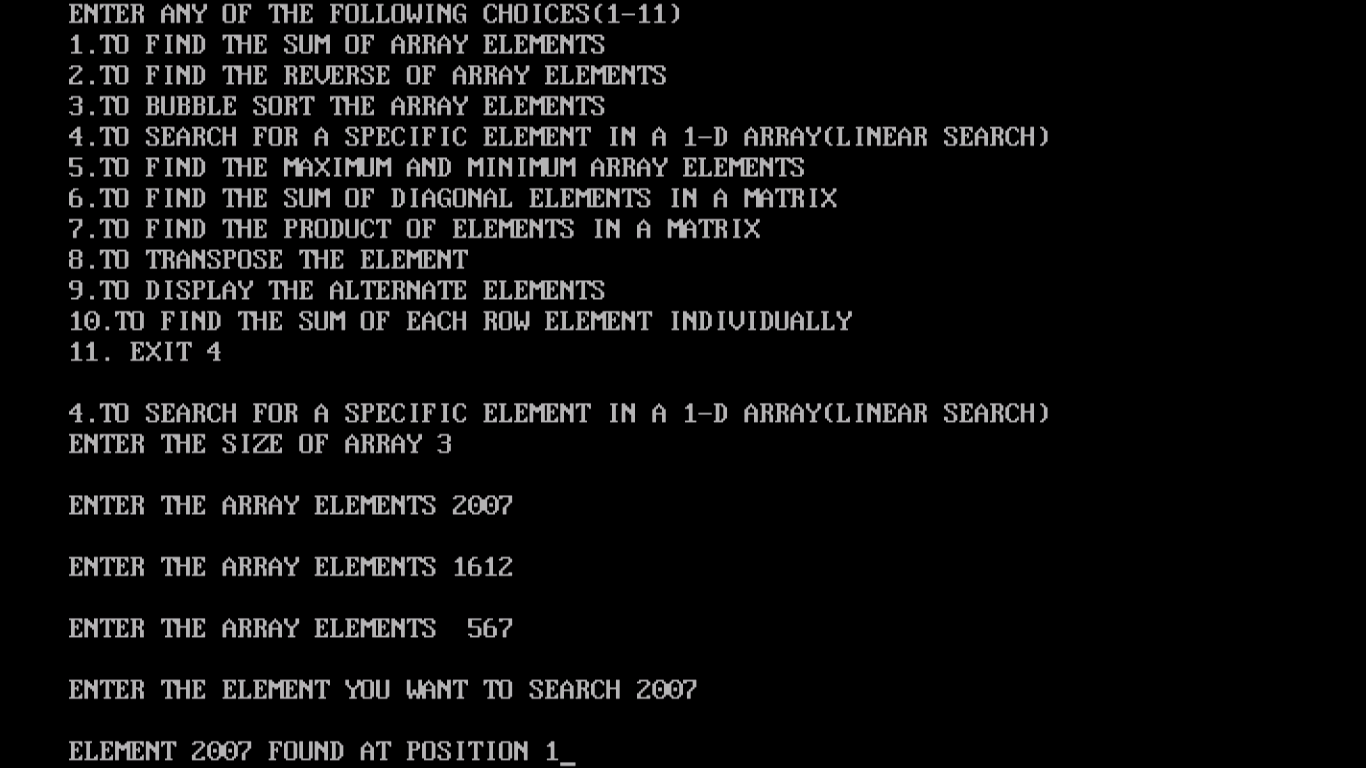 ENTER ANY OF THE FOLLOWING CHOICES(1-11)
1.TO FIND THE SUM OF ARRAY ELEMENTS
2.TO FIND THE REVERSE OF ARRAY ELEMENTS
3.TO BUBBLE SORT THE ARRAY ELEMENTS
4.TO SEARCH FOR A SPECIFIC ELEMENT IN A 1-D ARRAY(LINEAR SEARCH)
5.TO FIND THE MAXIMUM AND MINIMUM ARRAY ELEMENTS
6.TO FIND THE SUM OF DIAGONAL ELEMENTS IN A MATRIX
7.TO FIND THE PRODUCT OF ELEMENTS IN A MATRIX
8.TO TRANSPOSE THE ELEMENT
9.TO DISPLAY THE ALTERNATE ELEMENTS
10.TO FIND THE SUM OF EACH ROW ELEMENT INDIVIDUALLY
11. EXIT 4
4.TO SEARCH FOR A SPECIFIC ELEMENT IN A 1-D ARRAY(LINEAR SEARCH)
ENTER THE SIZE OF ARRAY 3
ENTER THE ARRAY ELEMENTS 2007
ENTER THE ARRAY ELEMENTS 1612
ENTER THE ARRAY ELEMENTS  567
ENTER THE ELEMENT YOU WANT TO SEARCH 2007
ELEMENT 2007 FOUND AT POSITION 1_